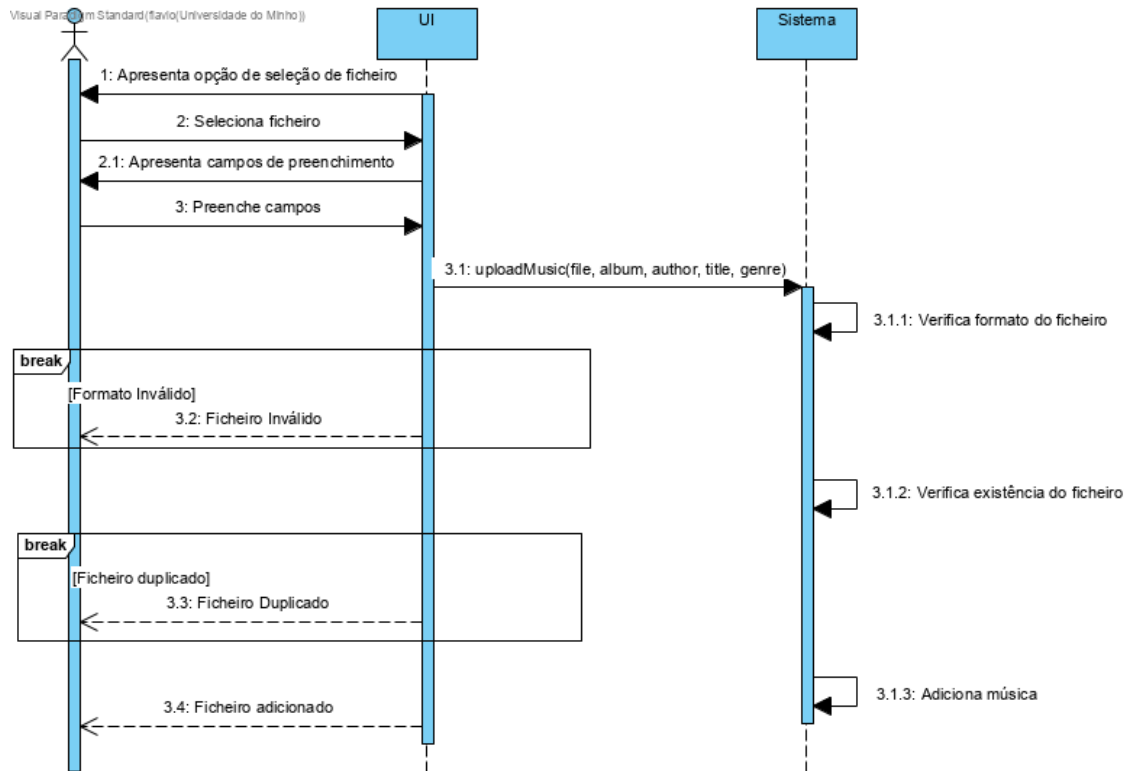 Visual Paradigm Standard(flavio(Universidade do Minho))
UI
Sistema
1: Apresenta opção de seleção de ficheiro
2: Seleciona ficheiro
2.1: Apresenta campos de preenchimento
3: Preenche campos
3.1: uploadMusic(file, album, author, title, genre)
3.1.1: Verifica formato do ficheiro
break
[Formato Inválido]
3.2: Ficheiro Inválido
3.1.2: Verifica existência do ficheiro
break
[Ficheiro duplicado]
3.3: Ficheiro Duplicado
3.1.3: Adiciona música
3.4: Ficheiro adicionado